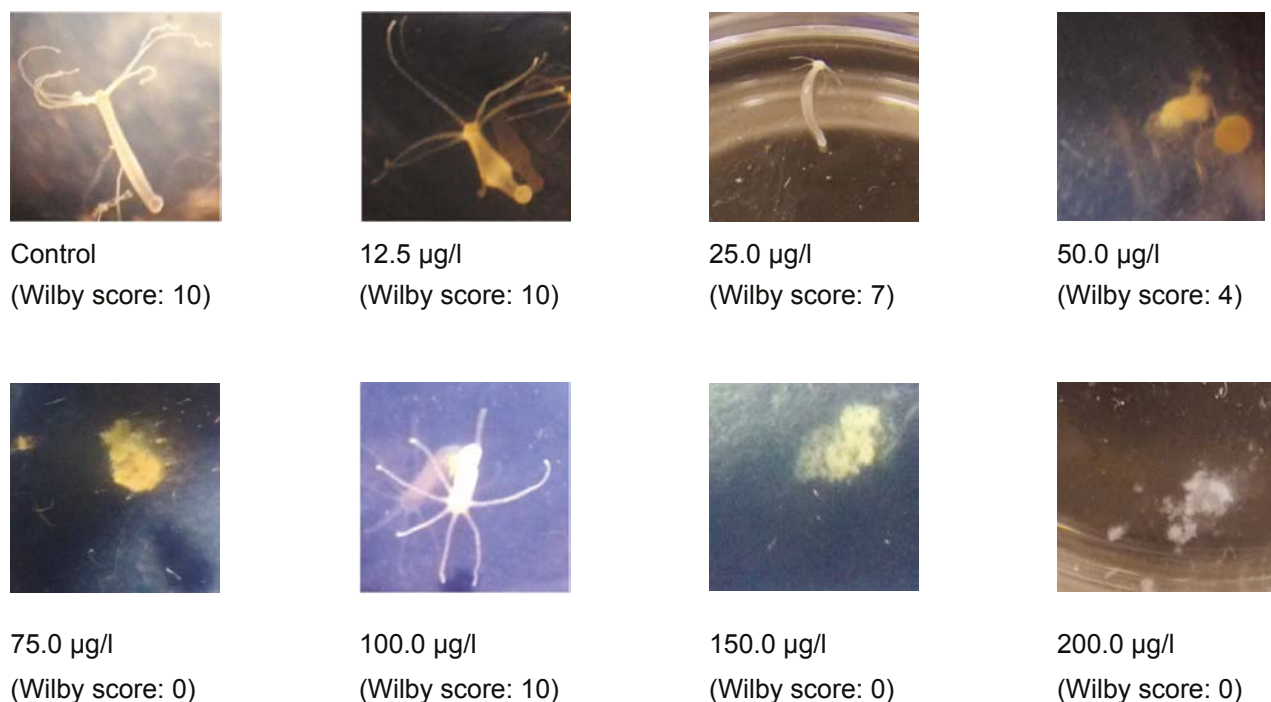 Control
(Wilby score: 10)
12.5 µg/l
(Wilby score: 10)
25.0 µg/l
(Wilby score: 7)
50.0 µg/l
(Wilby score: 4)
75.0 µg/l
(Wilby score: 0)
100.0 µg/l
(Wilby score: 10)
150.0 µg/l
(Wilby score: 0)
200.0 µg/l
(Wilby score: 0)